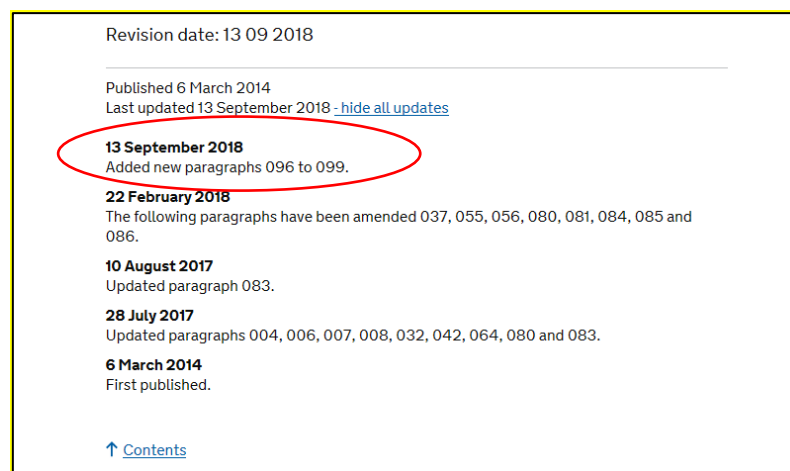 Revision date: 13 09 2018
Published 6 March 2014
Last updated 13 September 2018 - hide all updates
13 September 2018
Added new paragraphs 096 to 099.
22 February 2018
The following paragraphs have been amended 037, 055, 056, 080, 081, 084, 085 and
086.
10 August 2017
Updated paragraph 083.
28 July 2017
Updated paragraphs 004, 006, 007, 008, 032, 042, 064, 080 and 083.
6 March 2014
First published.
↑ Contents